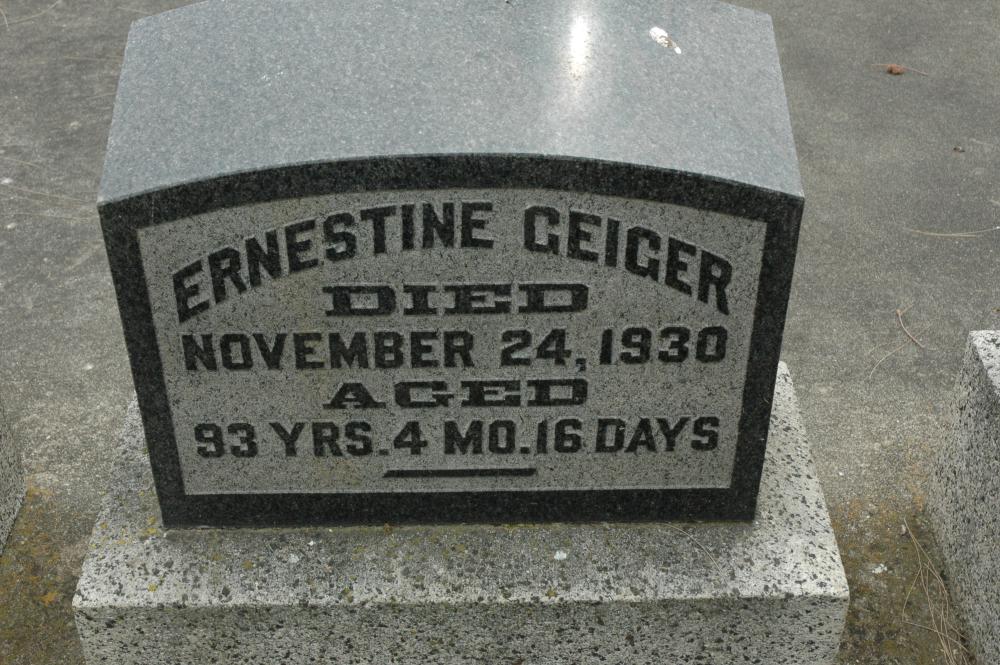 ERNESTINE GEIGER
DIED
NOVEMBER 24, 1930
AGED
93 YRS. 4 MO. 16 DAYS